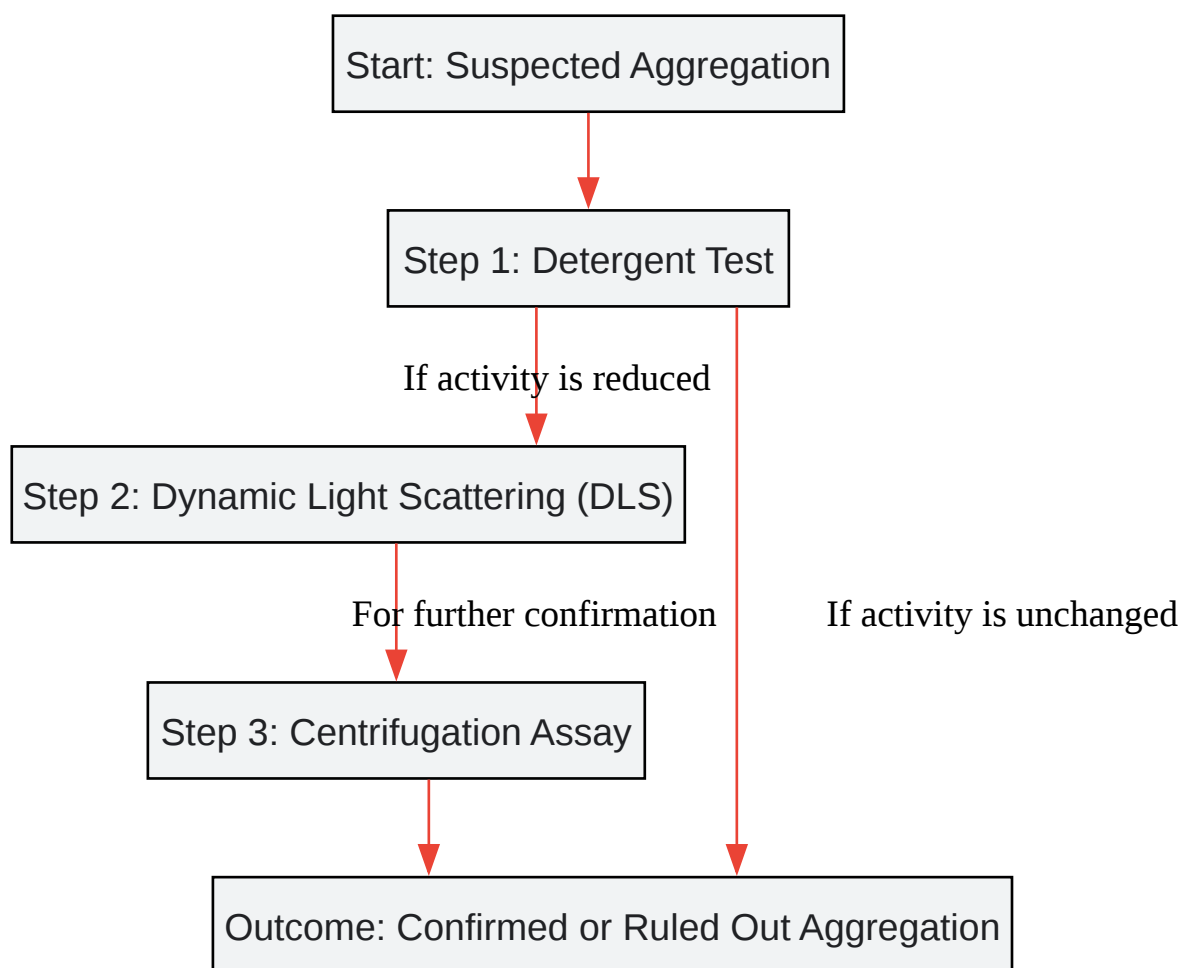 Start: Suspected Aggregation
Step 1: Detergent Test
If activity is reduced
Step 2: Dynamic Light Scattering (DLS)
For further confirmation
If activity is unchanged
Step 3: Centrifugation Assay
Outcome: Confirmed or Ruled Out Aggregation